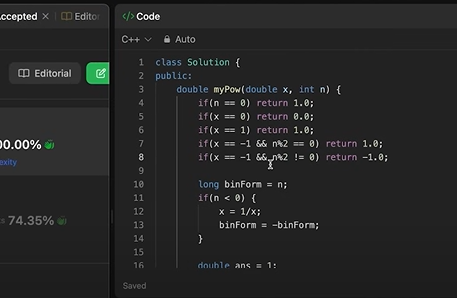 Accepted × Editor
Editorial
00.00%
exity
74.35%
</> Code
C++ Auto
1 class Solution {
2 public:
3 double myPow(double x, int n) {
4 if(n == 0) return 1.0;
5 if(x == 0) return 0.0;
6 if(x == 1) return 1.0;
7 if(x == -1 && n%2 == 0) return 1.0;
8 if(x == -1 && n%2 != 0) return -1.0;
9
10 long binForm = n;
11 if(n < 0) {
12 x = 1/x;
13 binForm = -binForm;
14 }
15
16 double ans = 1;
Saved